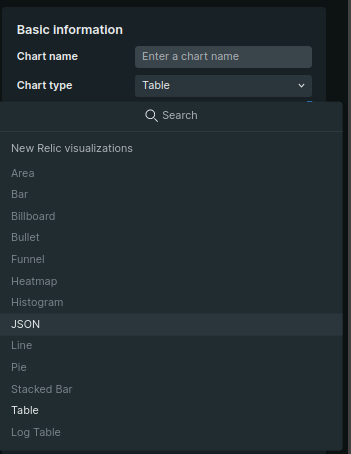 Basic information
Chart name Enter a chart name
Chart type Table
Search
New Relic visualizations
Area
Bar
Billboard
Bullet
Funnel
Heatmap
Histogram
JSON
Line
Pie
Stacked Bar
Table
Log Table